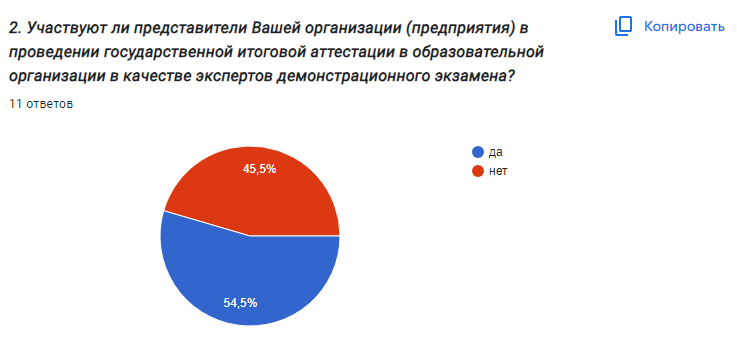 2. Участвуют ли представители Вашей организации (предприятия) в
проведении государственной итоговой аттестации в образовательной
организации в качестве экспертов демонстрационного экзамена?
Копировать
11 ответов
да
нет
45,5%
54,5%